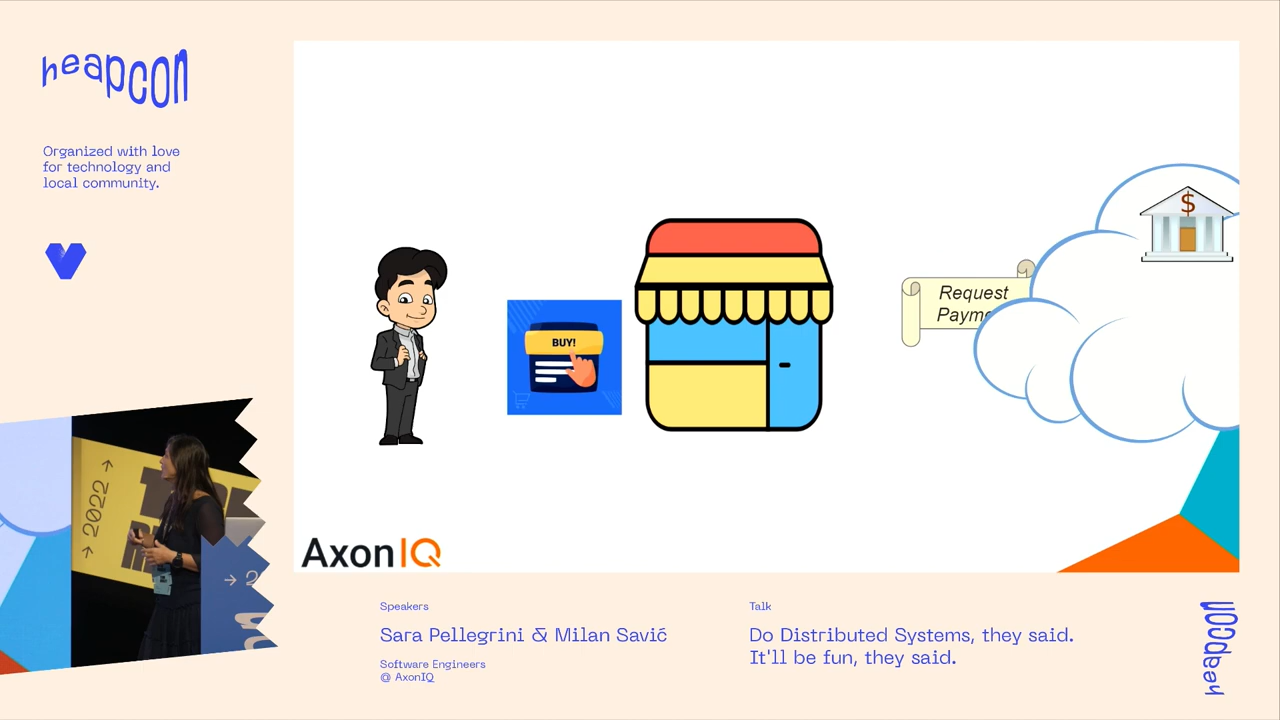 heapcon
Organized with love
for technology and
local community.
BUY!
$
Request
Payme
AxonIQ
→ 2022 →
Speakers
Sara Pellegrini & Milan Savić
Software Engineers
@ AxonIQ
Talk
Do Distributed Systems, they said.
It'll be fun, they said.
heapcon